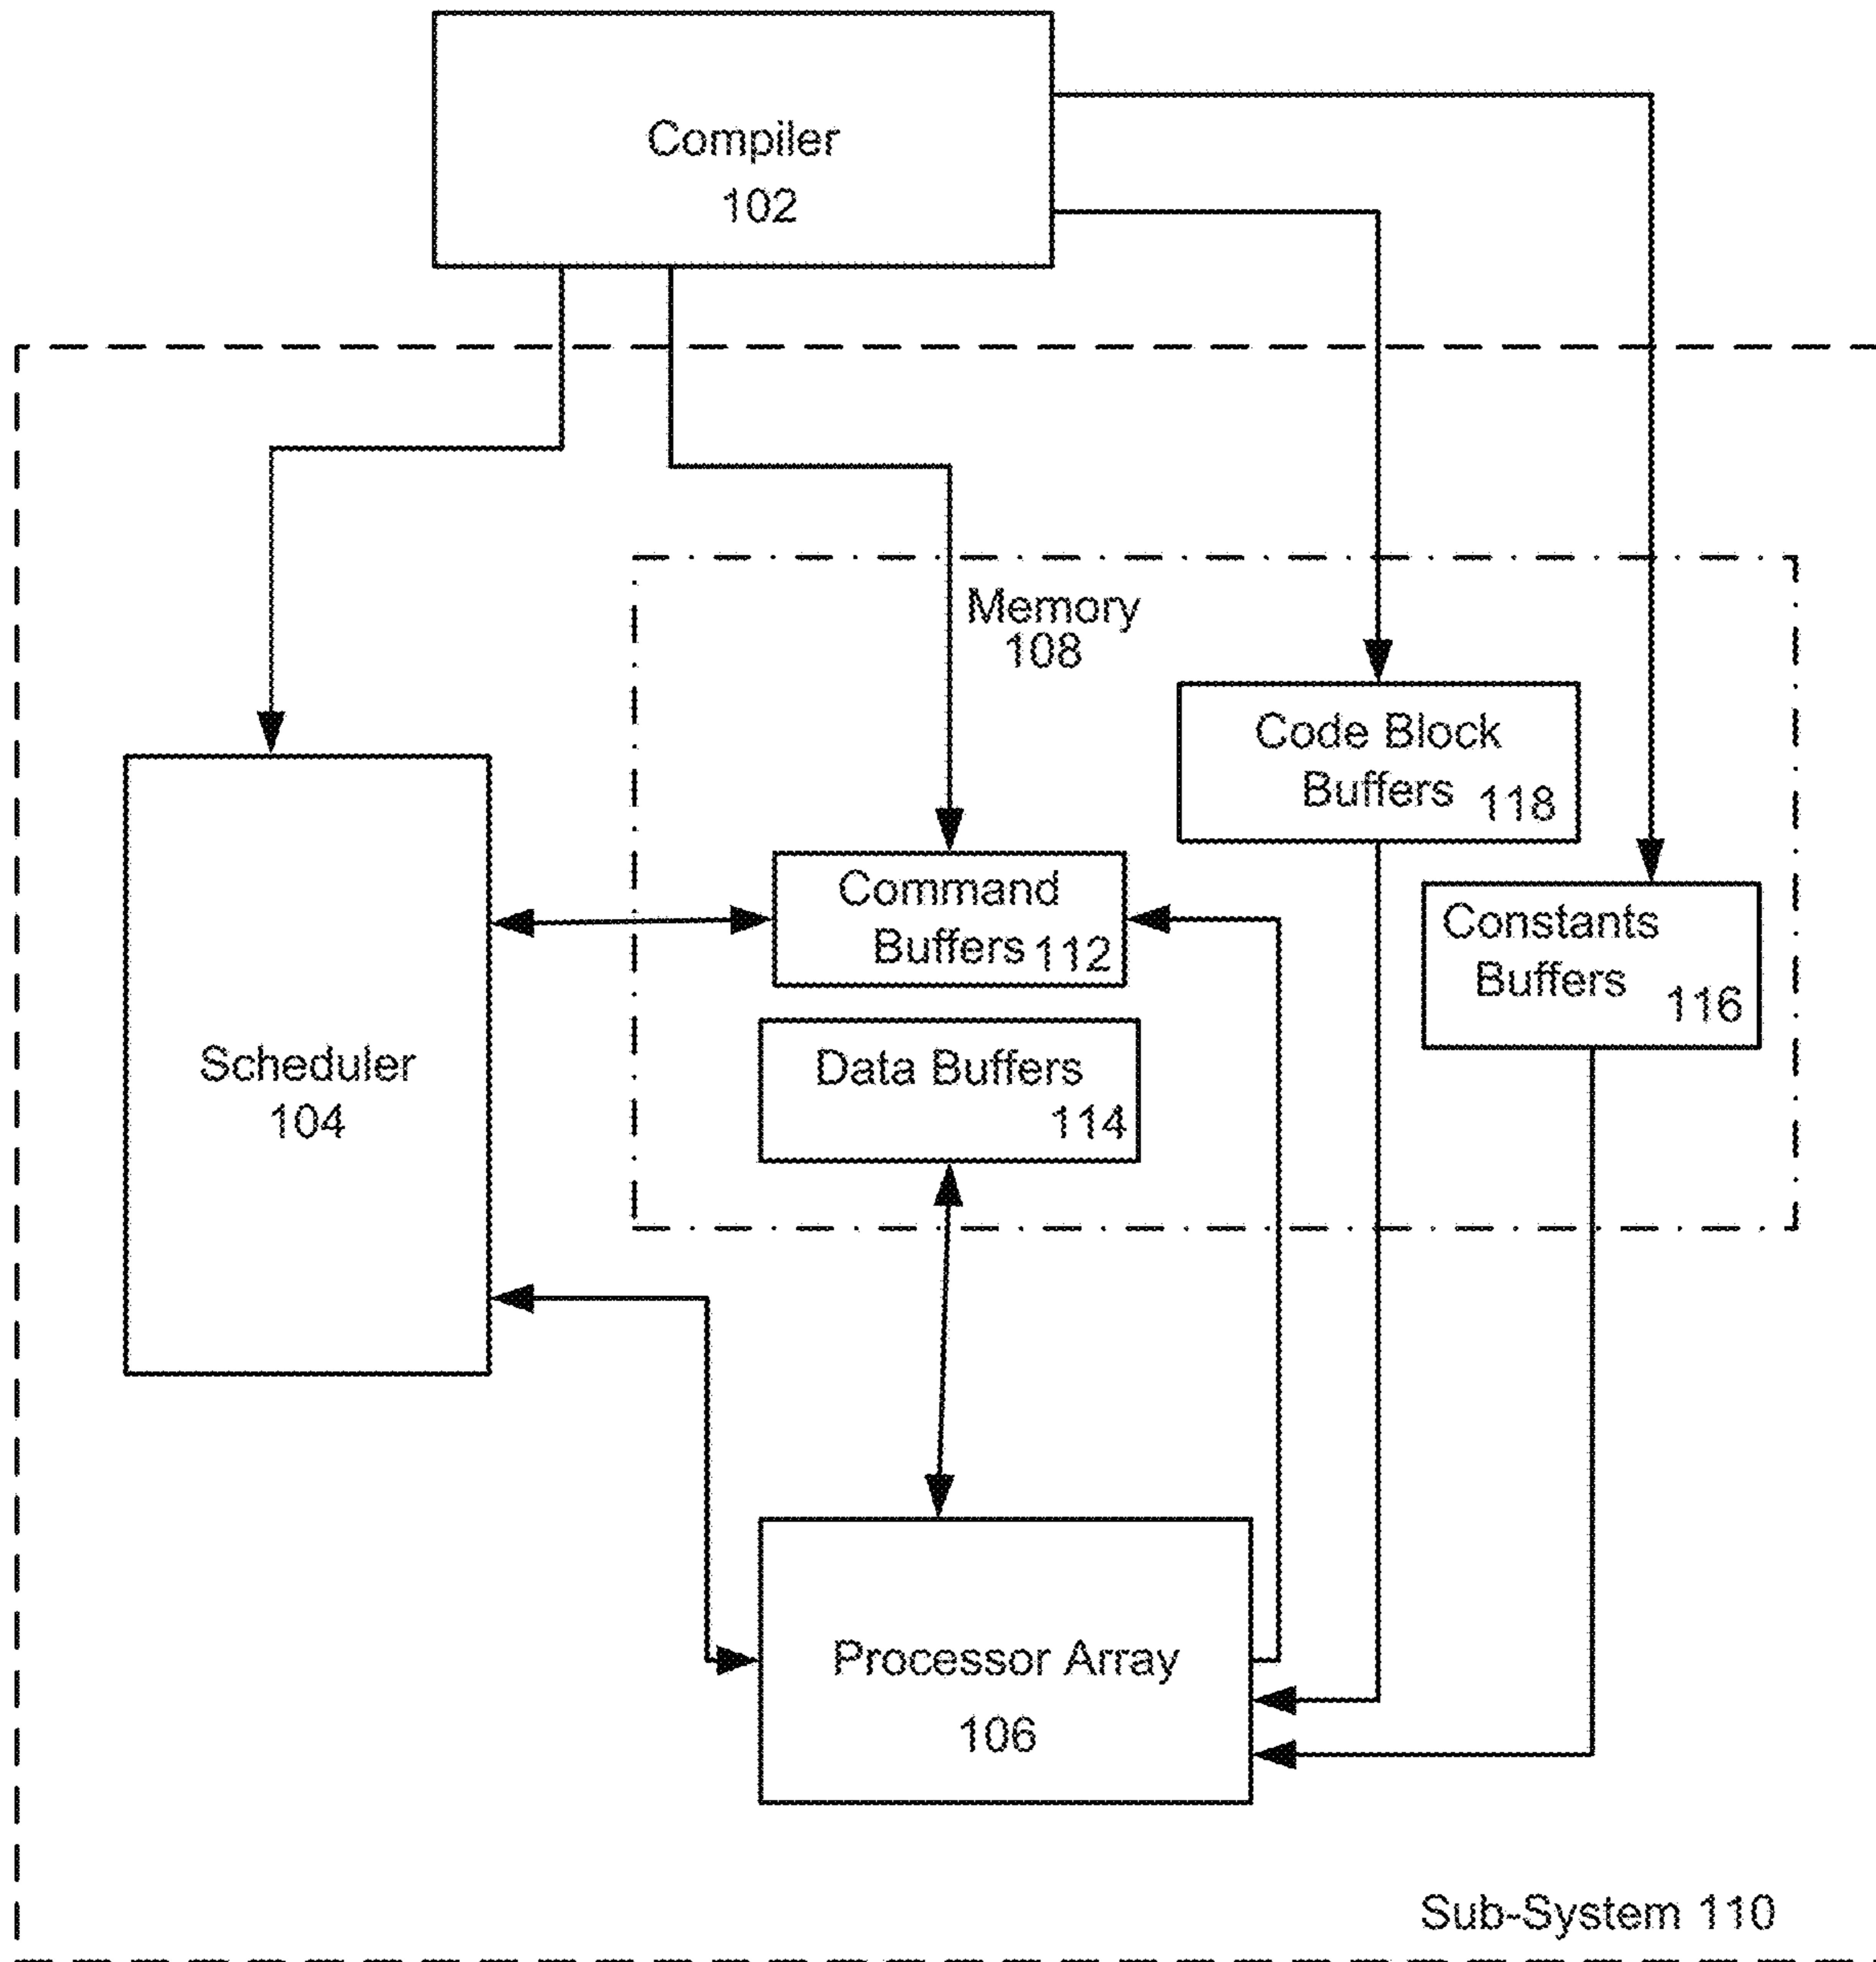 Compiler
102
Memory
108
Code Block
Buffers 118
Command
Buffers 112
Constants
Buffers
116
Data Buffers
114
Scheduler
104
Processor Array
106
Sub-System 110